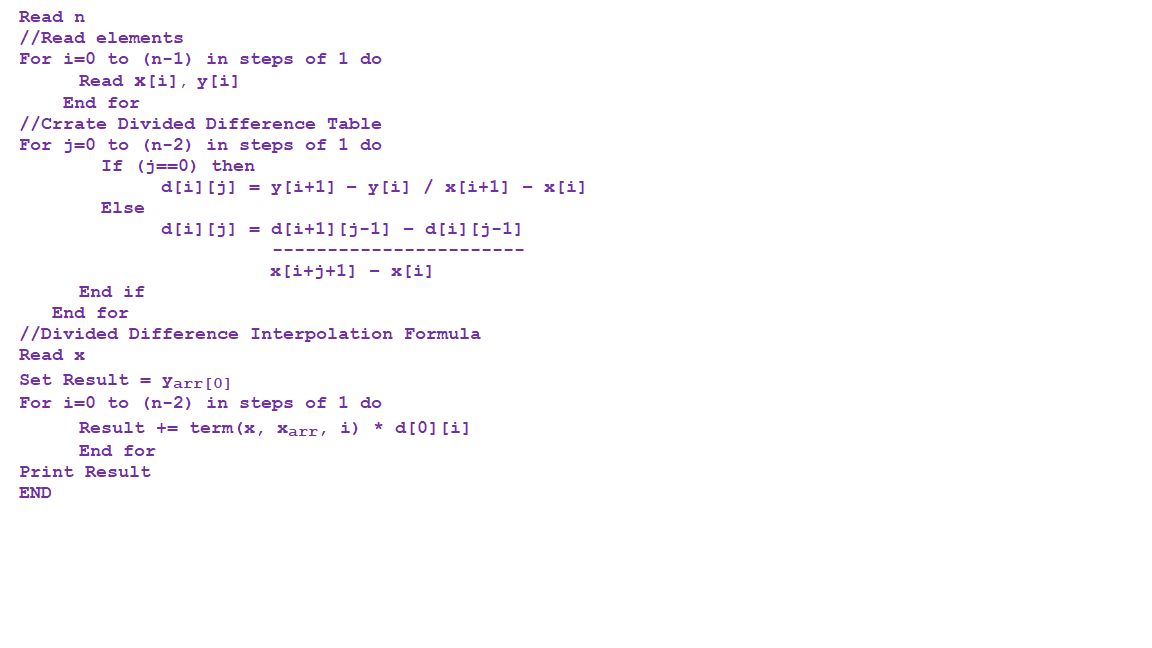 Read n
//Read elements
For i=0 to (n-1) in steps of 1 do
Read x[i], y[i]
End for
//Crrate Divided Difference Table
For j=0 to (n-2) in steps of 1 do
If (j==0) then
d[i][j] = y[i+1] – y[i] / x[i+1] – x[i]
Else
d[i][j] = d[i+1][j-1] – d[i][j-1]
-----------------------
x[i+j+1] – x[i]
End if
End for
//Divided Difference Interpolation Formula
Read x
Set Result = yarr[0]
For i=0 to (n-2) in steps of 1 do
Result += term(x, xarr, i) * d[0][i]
End for
Print Result
END